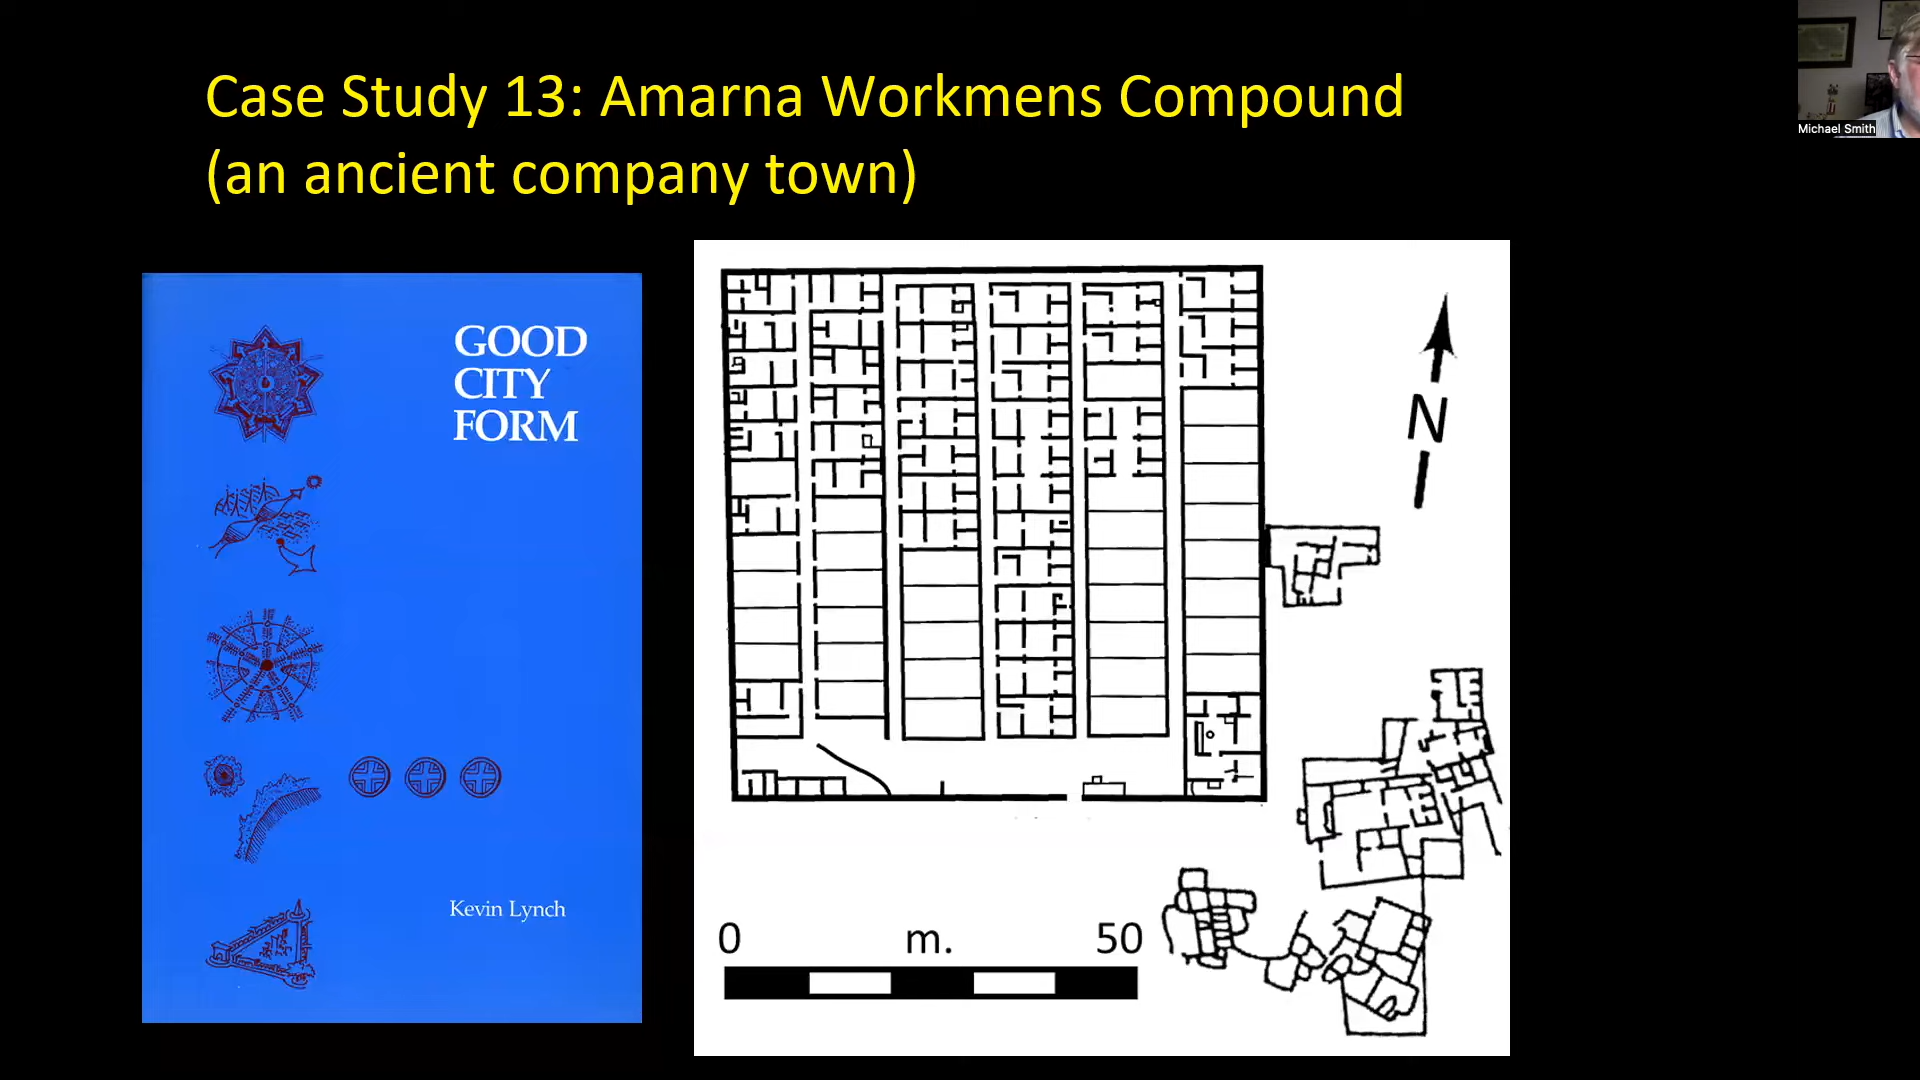 Case Study 13: Amarna Workmens Compound
(an ancient company town)
Michael Smith
GOOD
CITY
FORM
Kevin Lynch
N
0 m. 50